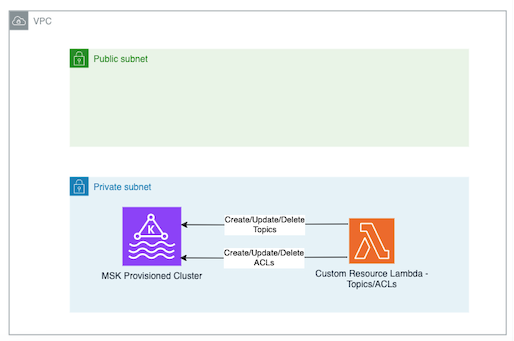 VPC
Public subnet
Private subnet
K
Create/Update/Delete
Topics
Create/Update/Delete
ACLs
MSK Provisioned Cluster
Custom Resource Lambda -
Topics/ACLs